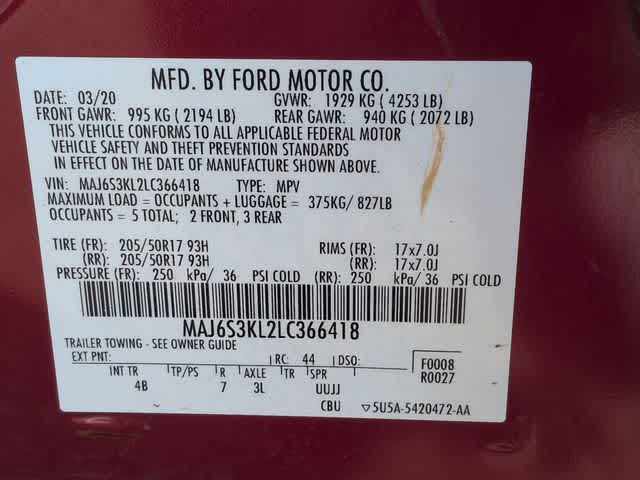 MFD. BY FORD MOTOR CO.
DATE: 03/20 GVWR: 1929 KG ( 4253 LB)
FRONT GAWR: 995 KG ( 2194 LB) REAR GAWR: 940 KG ( 2072 LB)
THIS VEHICLE CONFORMS TO ALL APPLICABLE FEDERAL MOTOR
VEHICLE SAFETY AND THEFT PREVENTION STANDARDS
IN EFFECT ON THE DATE OF MANUFACTURE SHOWN ABOVE.
VIN: MAJ6S3KL2LC366418 TYPE: MPV
MAXIMUM LOAD = OCCUPANTS + LUGGAGE = 375KG/ 827LB
OCCUPANTS = 5 TOTAL; 2 FRONT, 3 REAR
TIRE (FR): 205/50R17 93H RIMS (FR): 17x7.0J
(RR): 205/50R17 93H (RR): 17x7.0J
PRESSURE (FR): 250 kPa/ 36 PSI COLD (RR): 250 kPa/ 36 PSI COLD
MAJ6S3KL2LC366418
TRAILER TOWING - SEE OWNER GUIDE
EXT PNT: RC: 44 DSO: F0008
INT TR TP/PS R AXLE TR SPR R0027
4B 7 3L UUJJ
CBU ▽5U5A-5420472-AA